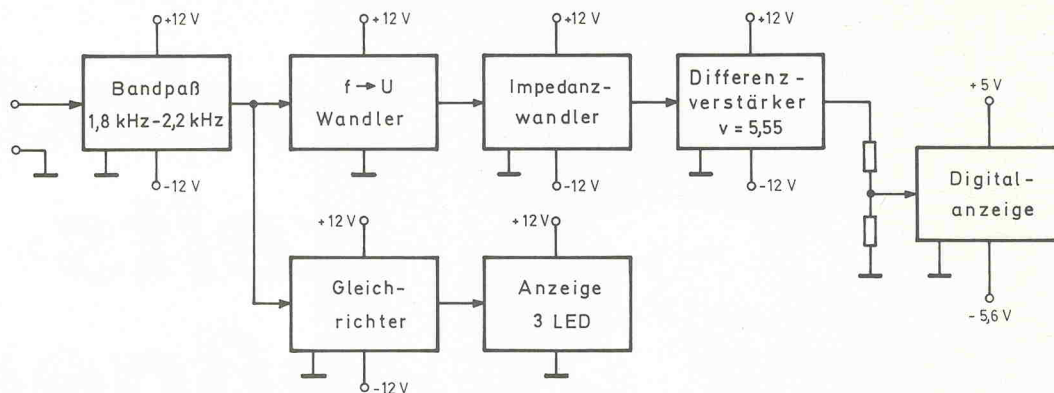 +12 V
+12 V
+12 V
+12 V
Bandpaß
1,8 kHz-2,2 kHz
f → U
Wandler
Impedanz-
wandler
Differenz-
verstärker
v = 5,55
-12 V
-12 V
-12 V
+5 V
Digital-
anzeige
-5,6 V
+12 V
+12 V
Gleich-
richter
Anzeige
3 LED
-12 V